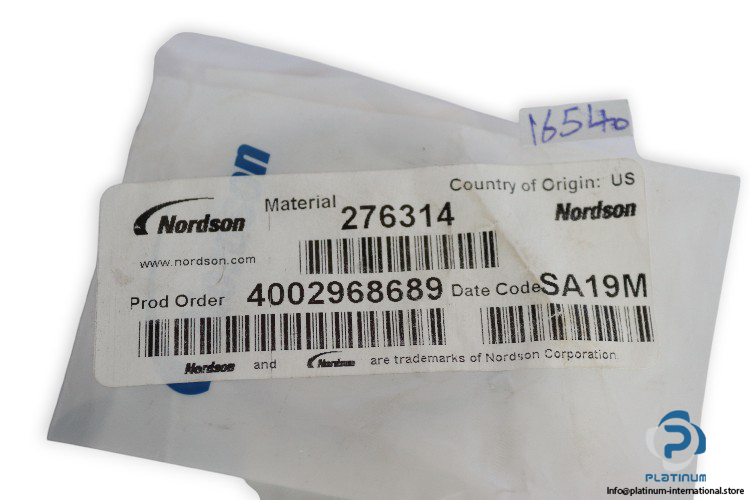 16540
Nordson
Material 276314
Country of Origin: US
Nordson
www.nordson.com
Prod Order 4002968689 Date Code SA19M
Nordson and Nordson are trademarks of Nordson Corporation
PLATINUM
Info@platinum-international.store